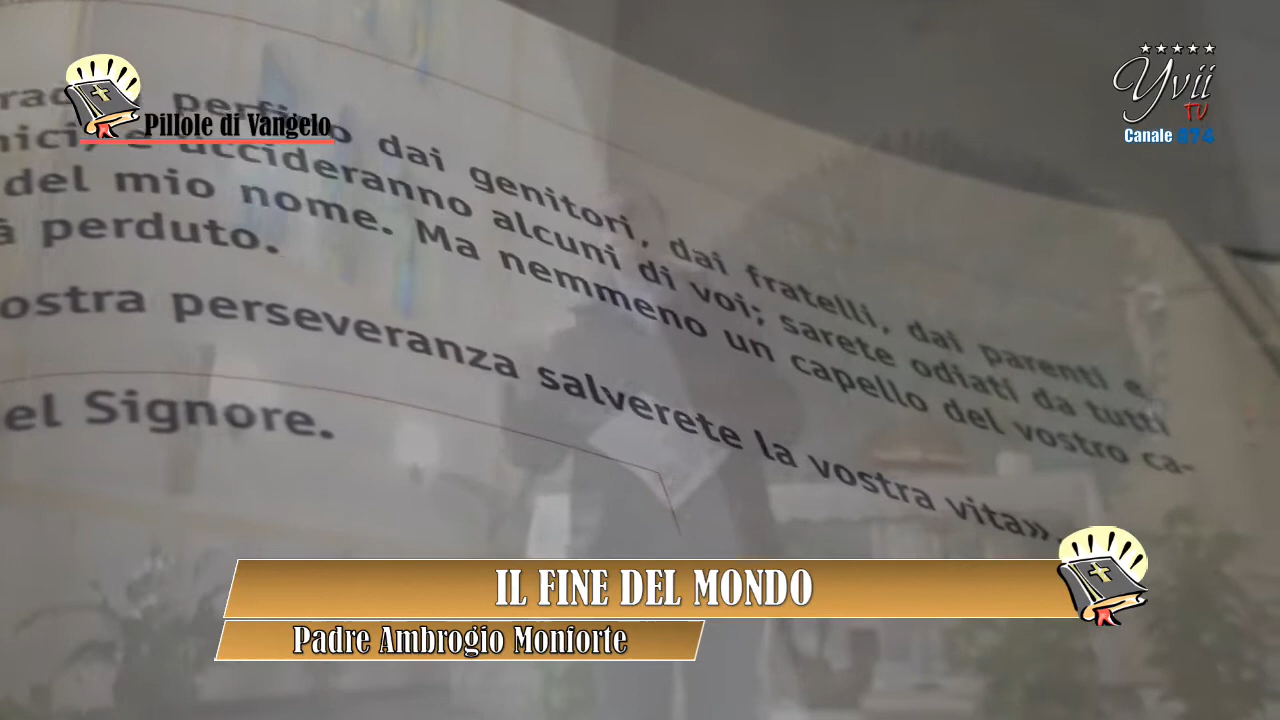 Pillole di Vangelo
Yvii
TV
Canale 874
perfino dai genitori, dai fratelli, dai parenti e
uccideranno alcuni di voi; sarete odiati da tutti
del mio nome. Ma nemmeno un capello del vostro ca-
perduto.
perseveranza salverete la vostra vita».
Signore.
IL FINE DEL MONDO
Padre Ambrogio Monforte